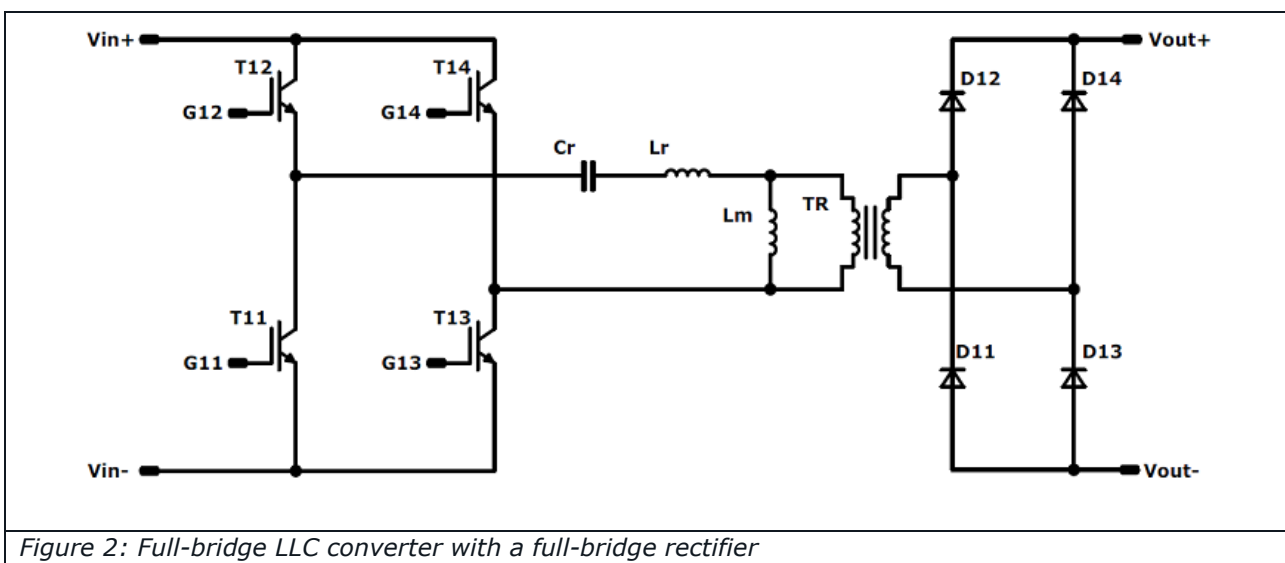 Vin+
T12
T14
G12
G14
Cr
Lr
Lm
TR
D12
D14
Vout+
T11
T13
G11
G13
D11
D13
Vin-
Vout-
Figure 2: Full-bridge LLC converter with a full-bridge rectifier